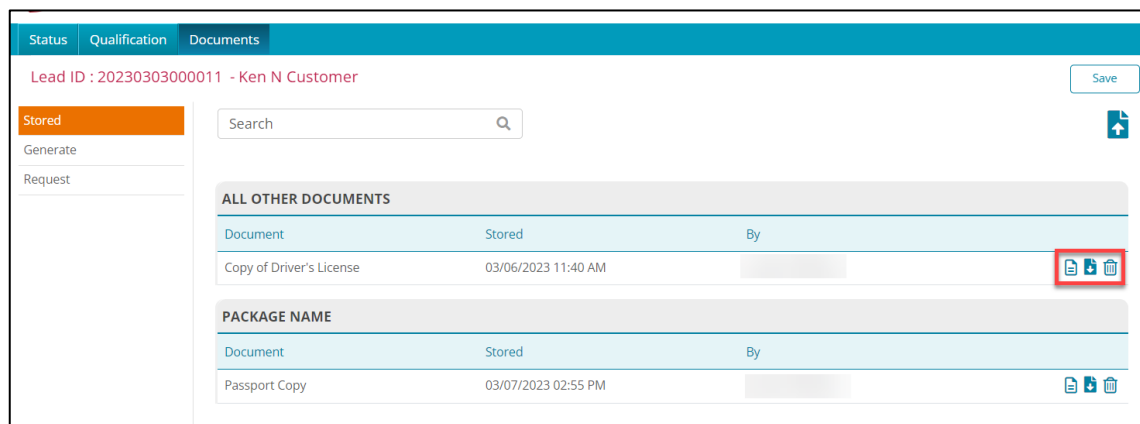 Status Qualification Documents
Lead ID : 20230303000011 - Ken N Customer
Save
Stored
Generate
Request
Search
ALL OTHER DOCUMENTS
Document Stored By
Copy of Driver's License 03/06/2023 11:40 AM
PACKAGE NAME
Document Stored By
Passport Copy 03/07/2023 02:55 PM